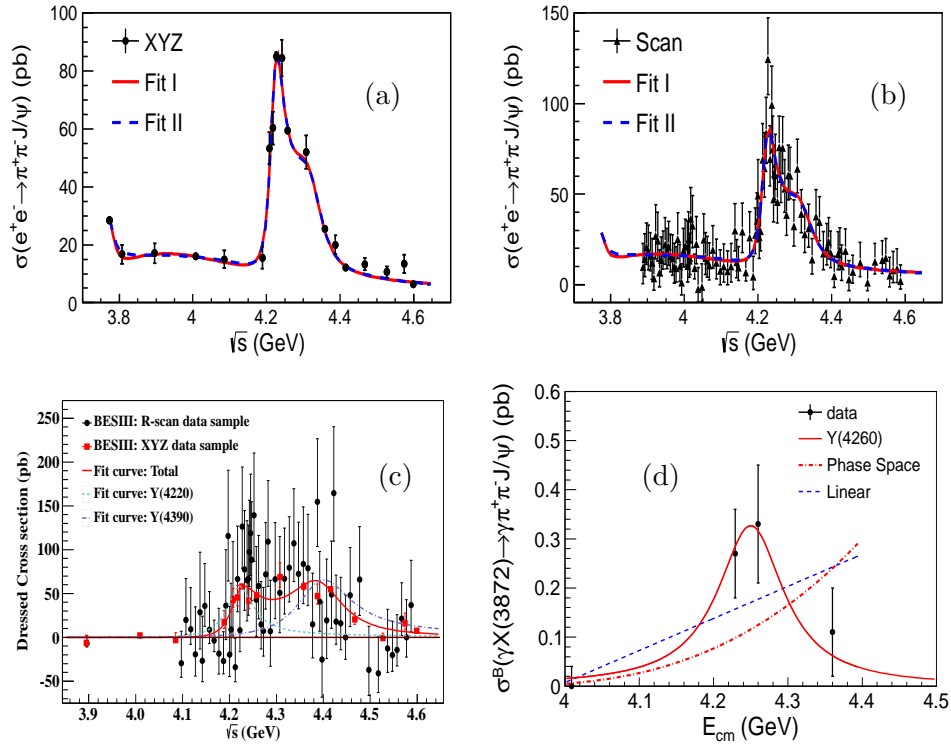 σ(e⁺e⁻→π⁺π⁻J/ψ) (pb)
100
80
60
40
20
0
XYZ
Fit I
Fit II
(a)
3.8 4 4.2 4.4 4.6
√s (GeV)
σ(e⁺e⁻→π⁺π⁻J/ψ) (pb)
150
100
50
0
Scan
Fit I
Fit II
(b)
3.8 4 4.2 4.4 4.6
√s (GeV)
Dressed Cross section (pb)
250
200
150
100
50
0
-50
BESIII: R-scan data sample
BESIII: XYZ data sample
Fit curve: Total
Fit curve: Y(4220)
Fit curve: Y(4390)
(c)
3.9 4.0 4.1 4.2 4.3 4.4 4.5 4.6
√s (GeV)
σᴮ(γX(3872)→γπ⁺π⁻J/ψ) (pb)
0.6
0.5
0.4
0.3
0.2
0.1
0
data
Y(4260)
Phase Space
Linear
(d)
4 4.1 4.2 4.3 4.4 4.5
E_cm (GeV)